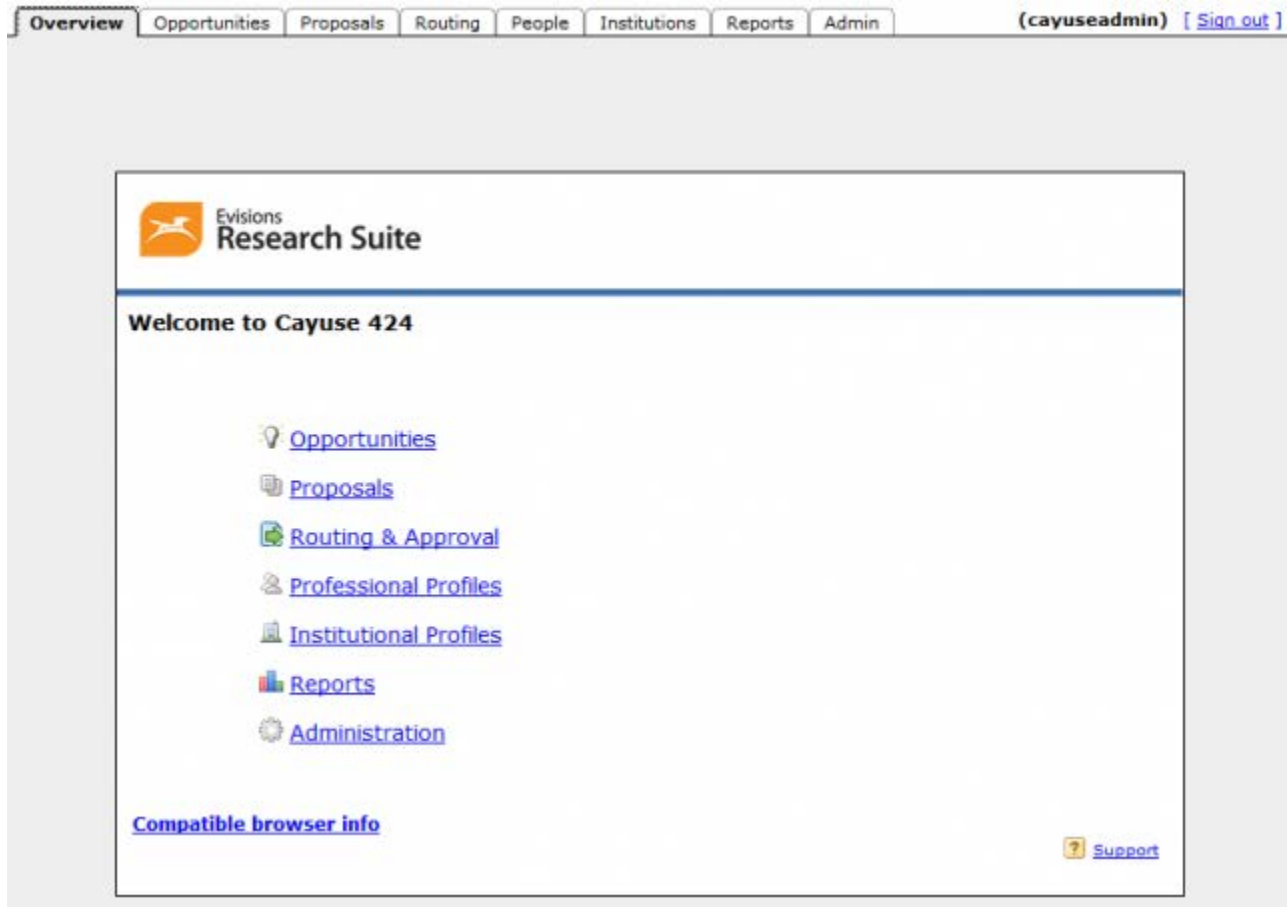 Overview Opportunities Proposals Routing People Institutions Reports Admin (cayuseadmin) [ Sign out ]
Evisions
Research Suite
Welcome to Cayuse 424
Opportunities
Proposals
Routing & Approval
Professional Profiles
Institutional Profiles
Reports
Administration
Compatible browser info
? Support